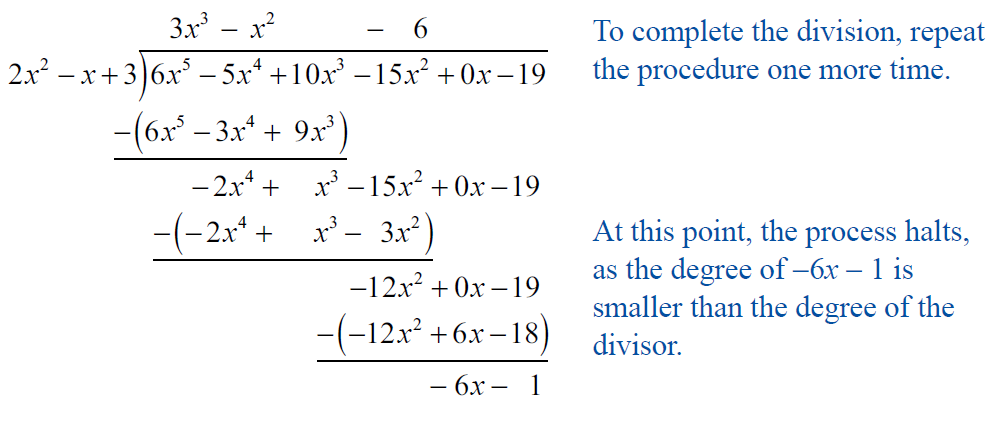 3x³ – x² – 6
2x² – x + 3)6x⁵ – 5x⁴ + 10x³ – 15x² + 0x – 19
–(6x⁵ – 3x⁴ + 9x³)
–2x⁴ + x³ – 15x² + 0x – 19
–(–2x⁴ + x³ – 3x²)
–12x² + 0x – 19
–(–12x² + 6x – 18)
– 6x – 1
To complete the division, repeat
the procedure one more time.
At this point, the process halts,
as the degree of –6x – 1 is
smaller than the degree of the
divisor.